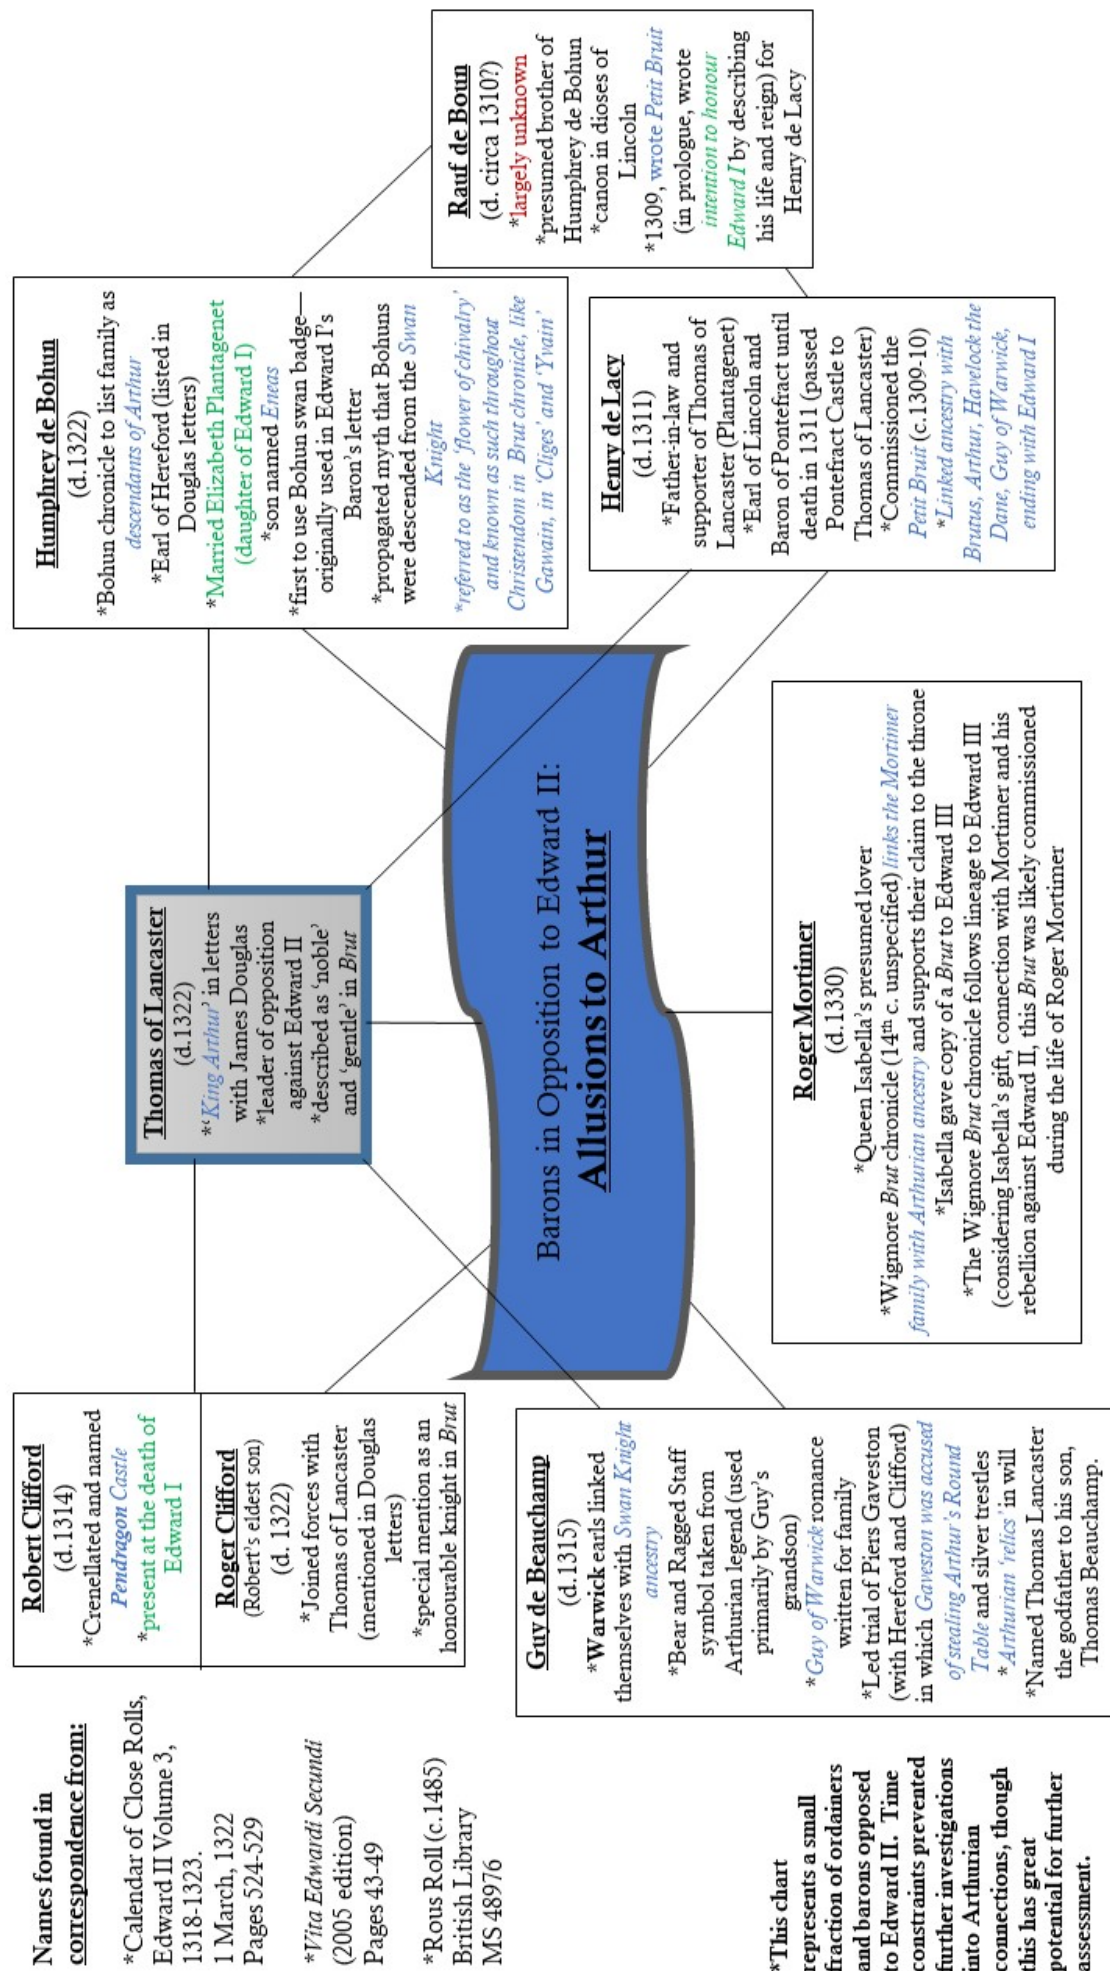 Names found in
correspondence from:
*Calendar of Close Rolls,
Edward II Volume 3,
1318-1323.
1 March, 1322
Pages 524-529
*Vita Edwardi Secundi
(2005 edition)
Pages 43-49
*Rous Roll (c.1485)
British Library
MS 48976
*This chart
represents a small
fraction of ordainers
and barons opposed
to Edward II. Time
constraints prevented
further investigations
into Arthurian
connections, though
this has great
potential for further
assessment.
Robert Clifford
(d.1314)
*Crenellated and named
Pendragon Castle
*present at the death of
Edward I
Roger Clifford
(Robert's eldest son)
(d. 1322)
*Joined forces with
Thomas of Lancaster
(mentioned in Douglas
letters)
*special mention as an
honourable knight in Brut
Guy de Beauchamp
(d.1315)
*Warwick earls linked
themselves with Swan Knight
ancestry
*Bear and Ragged Staff
symbol taken from
Arthurian legend (used
primarily by Guy's
grandson)
*Guy of Warwick romance
written for family
*Led trial of Piers Gaveston
(with Hereford and Clifford)
in which Gaveston was accused
of stealing Arthur's Round
Table and silver trestles
*Arthurian 'relics' in will
*Named Thomas Lancaster
the godfather to his son,
Thomas Beauchamp.
Thomas of Lancaster
(d.1322)
*'King Arthur' in letters
with James Douglas
*leader of opposition
against Edward II
*described as 'noble'
and 'gentle' in Brut
Barons in Opposition to Edward II:
Allusions to Arthur
Roger Mortimer
(d.1330)
*Queen Isabella's presumed lover
*Wigmore Brut chronicle (14th c. unspecified) links the Mortimer
family with Arthurian ancestry and supports their claim to the throne
*Isabella gave copy of a Brut to Edward III
*The Wigmore Brut chronicle follows lineage to Edward III
(considering Isabella's gift, connection with Mortimer and his
rebellion against Edward II, this Brut was likely commissioned
during the life of Roger Mortimer
Humphrey de Bohun
(d.1322)
*Bohun chronicle to list family as
descendants of Arthur
*Earl of Hereford (listed in
Douglas letters)
*Married Elizabeth Plantagenet
(daughter of Edward I)
*son named Eneas
*first to use Bohun swan badge—
originally used in Edward I's
Baron's letter
*propagated myth that Bohuns
were descended from the Swan
Knight
*referred to as the 'flower of chivalry'
and known as such throughout
Christendom in Brut chronicle, like
Gawain, in 'Cliges' and 'Yvain'
Henry de Lacy
(d.1311)
*Father-in-law and
supporter of Thomas of
Lancaster (Plantagenet)
*Earl of Lincoln and
Baron of Pontefract until
death in 1311 (passed
Pontefract Castle to
Thomas of Lancaster)
*Commissioned the
Petit Bruit (c.1309-10)
*Linked ancestry with
Brutus, Arthur, Havelock the
Dane, Guy of Warwick,
ending with Edward I
Rauf de Boun
(d. circa 1310?)
*largely unknown
*presumed brother of
Humphrey de Bohun
*canon in dioses of
Lincoln
*1309, wrote Petit Bruit
(in prologue, wrote
intention to honour
Edward I by describing
his life and reign) for
Henry de Lacy